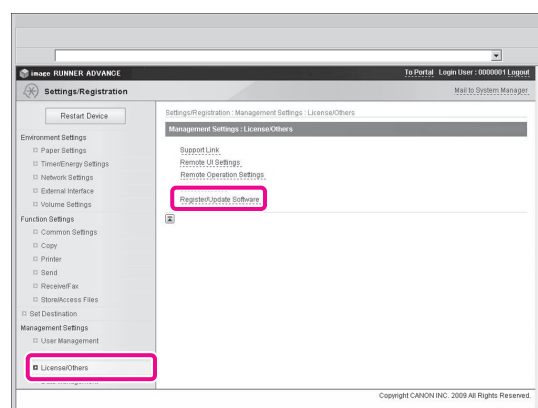 image RUNNER ADVANCE
To Portal Login User : 0000001 Logout
Settings/Registration
Mail to System Manager
Restart Device
Settings/Registration : Management Settings : License/Others
Management Settings : License/Others
Environment Settings
Support Link
Paper Settings
Remote UI Settings
Timer/Energy Settings
Remote Operation Settings
Network Settings
External Interface
Register/Update Software
Volume Settings
Function Settings
Common Settings
Copy
Printer
Send
Receive/Fax
Store/Access Files
Set Destination
Management Settings
User Management
License/Others
Copyright CANON INC. 2009 All Rights Reserved.